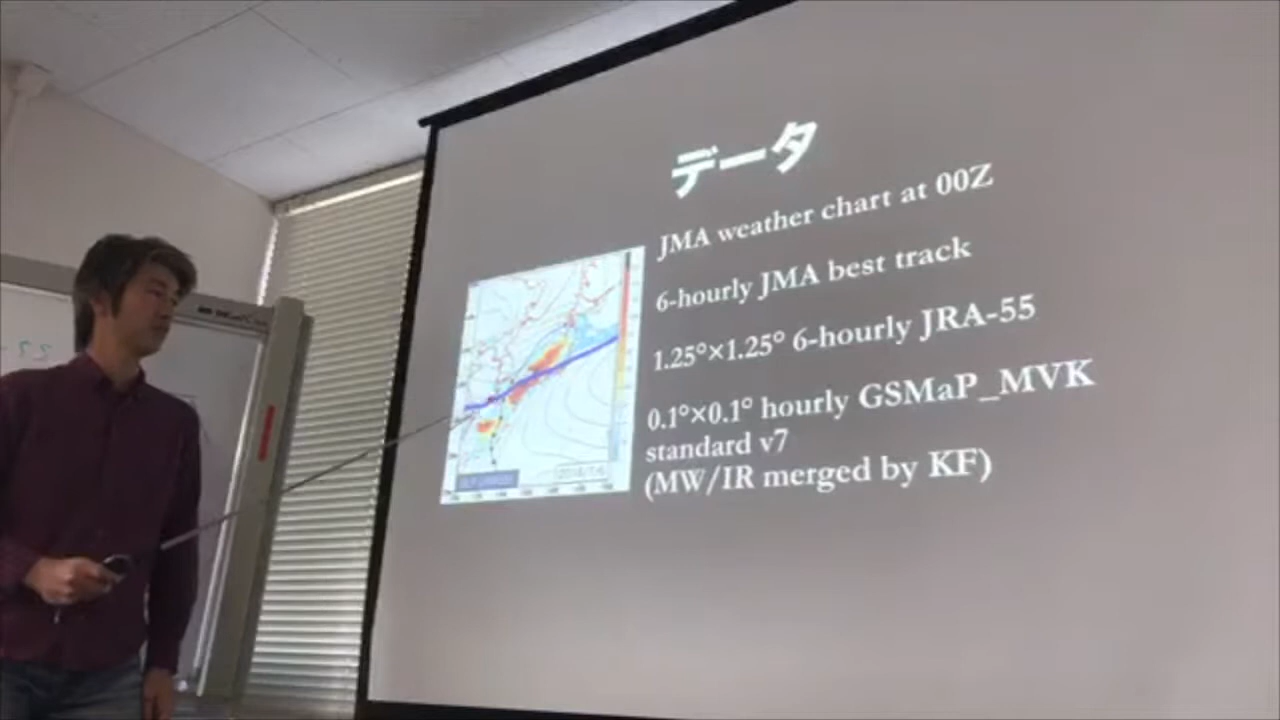 データ
JMA weather chart at 00Z
6-hourly JMA best track
1.25°×1.25° 6-hourly JRA-55
0.1°×0.1° hourly GSMaP_MVK
standard v7
(MW/IR merged by KF)